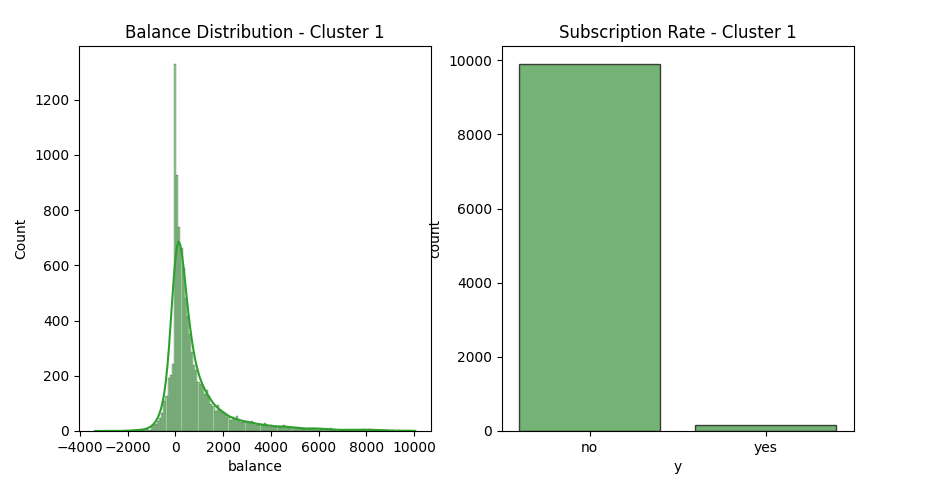 Balance Distribution - Cluster 1
Count
1200
1000
800
600
400
200
0
−4000 −2000 0 2000 4000 6000 8000 10000
balance
Subscription Rate - Cluster 1
count
10000
8000
6000
4000
2000
0
no yes
y